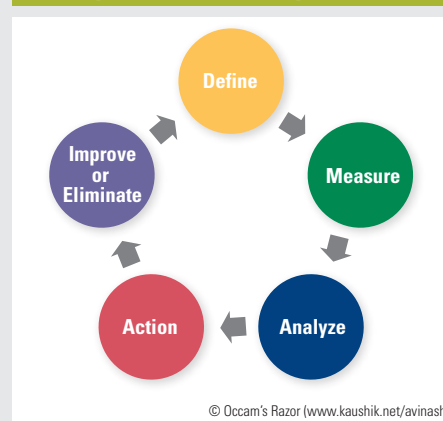 Define
Measure
Analyze
Action
Improve
or
Eliminate
© Occam's Razor (www.kaushik.net/avinash